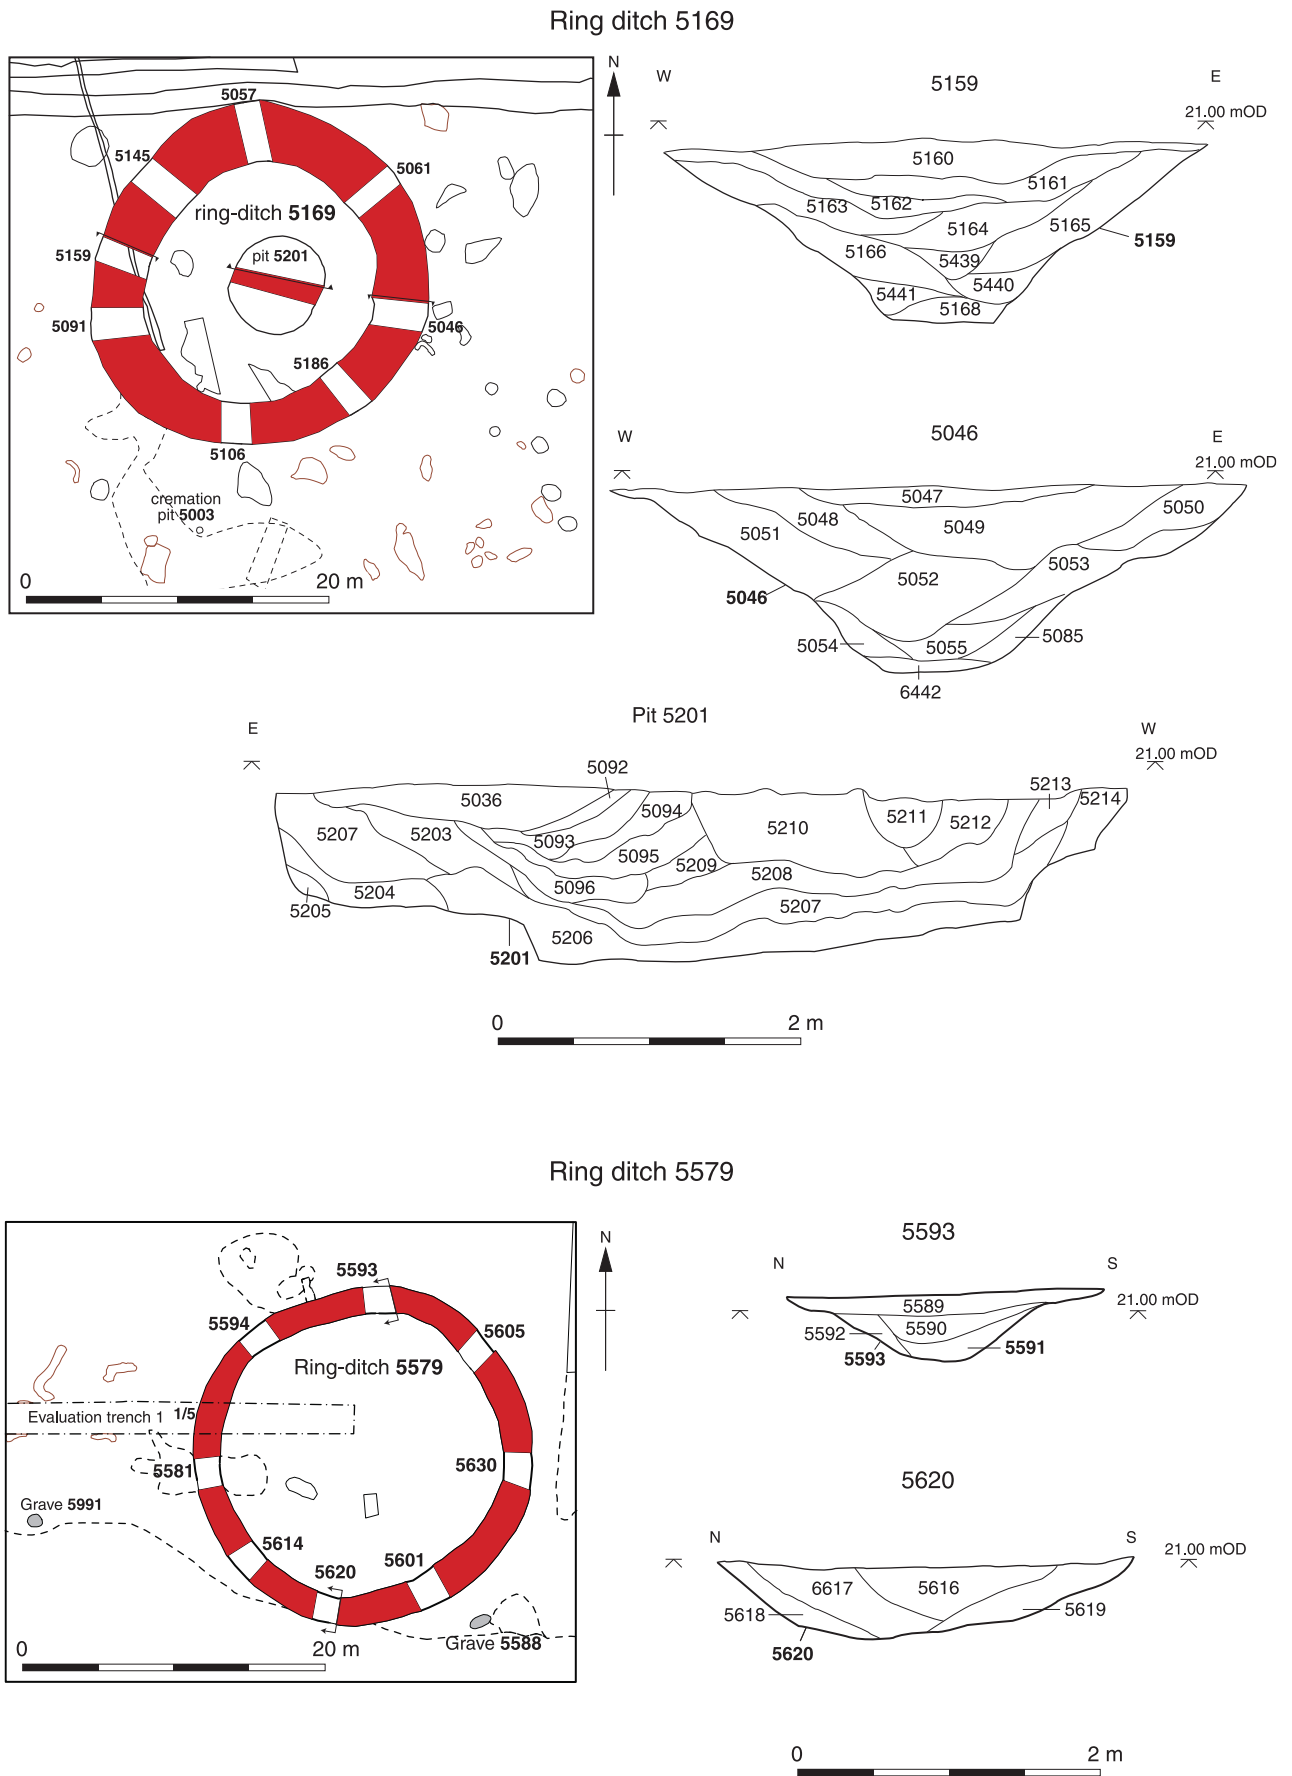 Ring ditch 5169
5057
5145
5061
ring-ditch 5169
5159
pit 5201
5091
5046
5186
5106
cremation
pit 5003
0 20 m
N
W 5159 E
21.00 mOD
5160
5161
5162
5163
5164
5165
5166
5159
5439
5440
5441
5168
W 5046 E
21.00 mOD
5047
5048
5049
5050
5051
5052
5053
5046
5054
5055
5085
6442
Pit 5201
E W
21.00 mOD
5092
5213
5036
5094
5211
5214
5207
5203
5093
5210
5212
5095
5209
5208
5204
5096
5205
5207
5206
5201
0 2 m
Ring ditch 5579
5593
5594
5605
Ring-ditch 5579
Evaluation trench 1 1/5
5581
5630
Grave 5991
5614
5620
5601
Grave 5588
0 20 m
N
5593
N S
21.00 mOD
5589
5590
5592
5593
5591
5620
N S
21.00 mOD
6617
5616
5618
5619
5620
0 2 m